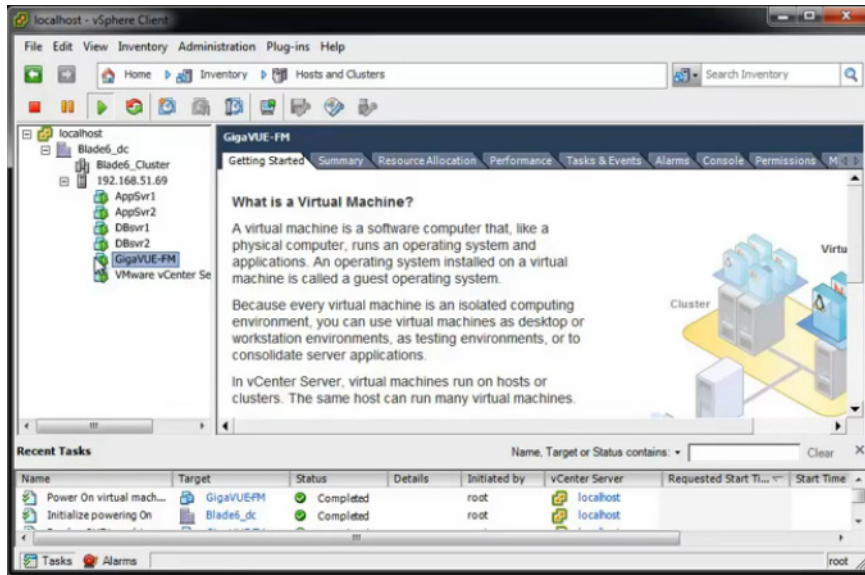 localhost - vSphere Client
File Edit View Inventory Administration Plug-ins Help
Home Inventory Hosts and Clusters Search Inventory
localhost
Blade6_dc
Blade6_Cluster
192.168.51.69
AppSvr1
AppSvr2
DBsvr1
DBsvr2
GigaVUE-FM
VMware vCenter Se
GigaVUE-FM
Getting Started Summary Resource Allocation Performance Tasks & Events Alarms Console Permissions M
What is a Virtual Machine?
A virtual machine is a software computer that, like a
physical computer, runs an operating system and
applications. An operating system installed on a virtual
machine is called a guest operating system.
Because every virtual machine is an isolated computing
environment, you can use virtual machines as desktop or
workstation environments, as testing environments, or to
consolidate server applications.
In vCenter Server, virtual machines run on hosts or
clusters. The same host can run many virtual machines.
Virtu
Cluster
Recent Tasks Name, Target or Status contains: Clear
Name Target Status Details Initiated by vCenter Server Requested Start Ti... Start Time
Power On virtual mach... GigaVUE-FM Completed root localhost
Initialize powering On Blade6_dc Completed root localhost
Tasks Alarms root